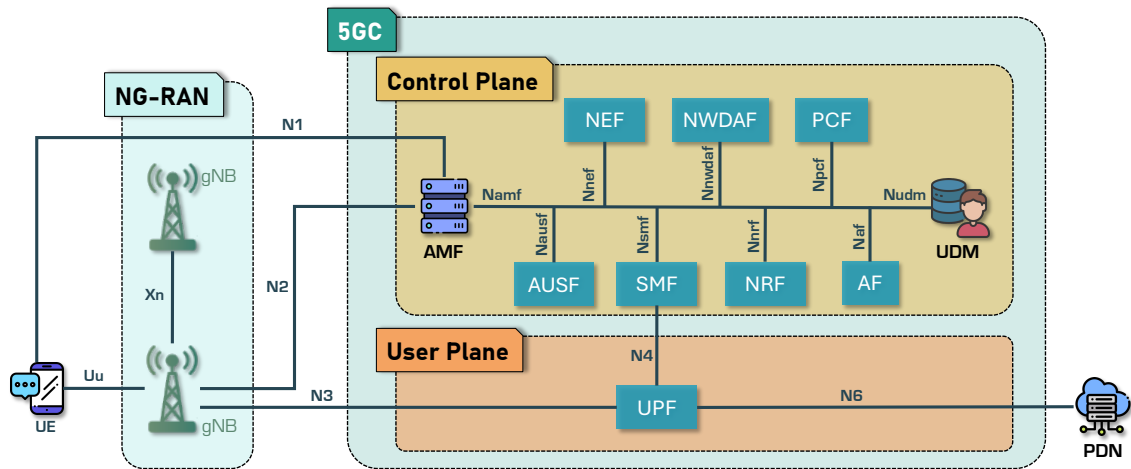 5GC
Control Plane
NG-RAN
NEF
NWDAF
PCF
N1
gNB
Nnef
Nnwdaf
Npcf
Namf
Nudm
AMF
Nausf
Nsmf
Nnrf
Naf
UDM
AUSF
SMF
NRF
AF
Xn
N2
User Plane
N4
Uu
N3
UPF
N6
UE
gNB
PDN